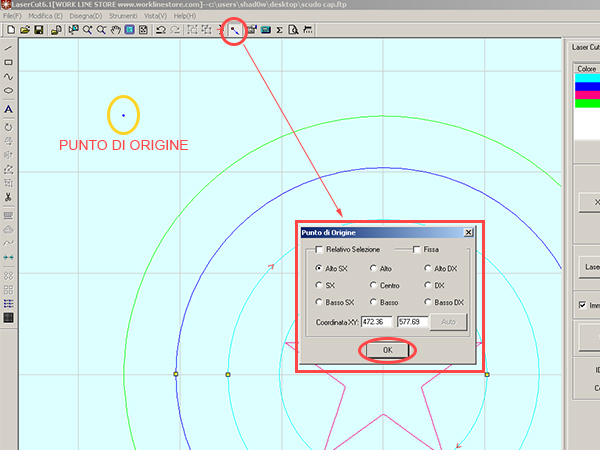 LaserCut6.1[WORK LINE STORE www.worklinestore.com]--c:\users\shad0w\desktop\scudo cap.ftp
File(F) Modifica (E) Disegna(D) Strumenti Vista(V) Help(H)
Laser Cut
Colore
A
PUNTO DI ORIGINE
Punto di Origine
Relativo Selezione Fissa
Alto SX Alto Alto DX
SX Centro DX
Basso SX Basso Basso DX
Coordinata XY: 472.36 577.69 Auto
OK
X
Laser
Imm
ID